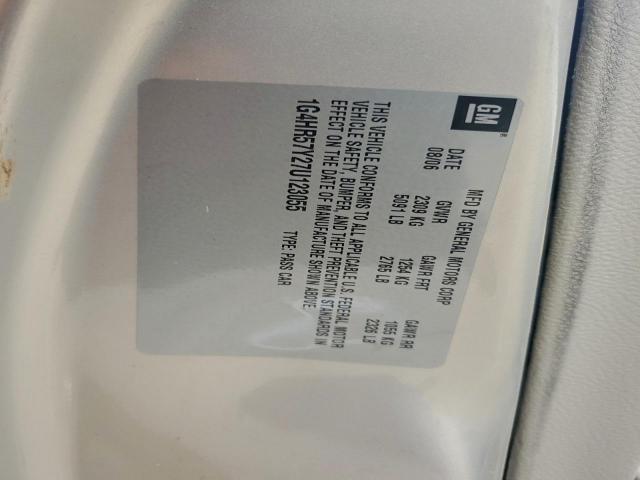 GM
MFD BY GENERAL MOTORS CORP
DATE GVWR GAWR FRT GAWR RR
08/06 2309 KG 1254 KG 1055 KG
5091 LB 2765 LB 2326 LB
THIS VEHICLE CONFORMS TO ALL APPLICABLE U.S. FEDERAL MOTOR
VEHICLE SAFETY, BUMPER, AND THEFT PREVENTION STANDARDS IN
EFFECT ON THE DATE OF MANUFACTURE SHOWN ABOVE.
1G4HR57Y27U123055 TYPE: PASS CAR